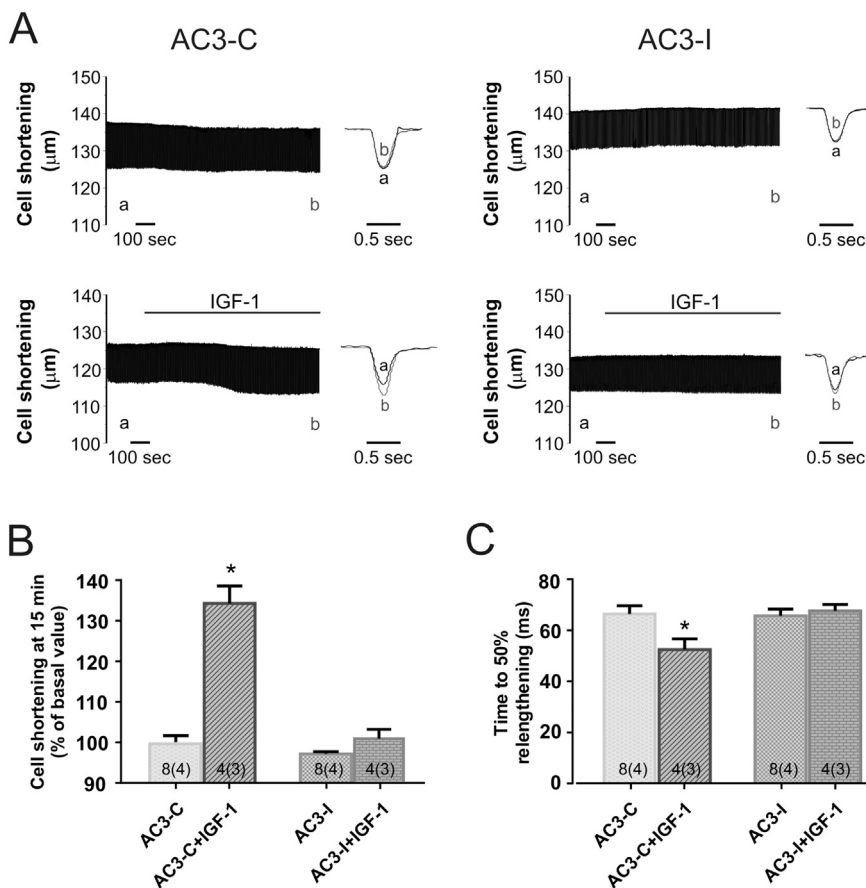 A
AC3-C
AC3-I
Cell shortening
(μm)
150
140
130
120
110
a
b
100 sec
b
a
0.5 sec
Cell shortening
(μm)
150
140
130
120
110
a
b
100 sec
b
a
0.5 sec
Cell shortening
(μm)
140
130
120
110
100
IGF-1
a
b
100 sec
a
b
0.5 sec
Cell shortening
(μm)
150
140
130
120
110
IGF-1
a
b
100 sec
a
b
0.5 sec
B
Cell shortening at 15 min
(% of basal value)
140
130
120
110
100
90
*
8(4)
4(3)
8(4)
4(3)
AC3-C
AC3-C+IGF-1
AC3-I
AC3-I+IGF-1
C
Time to 50%
relengthening (ms)
80
60
40
20
0
*
8(4)
4(3)
8(4)
4(3)
AC3-C
AC3-C+IGF-1
AC3-I
AC3-I+IGF-1